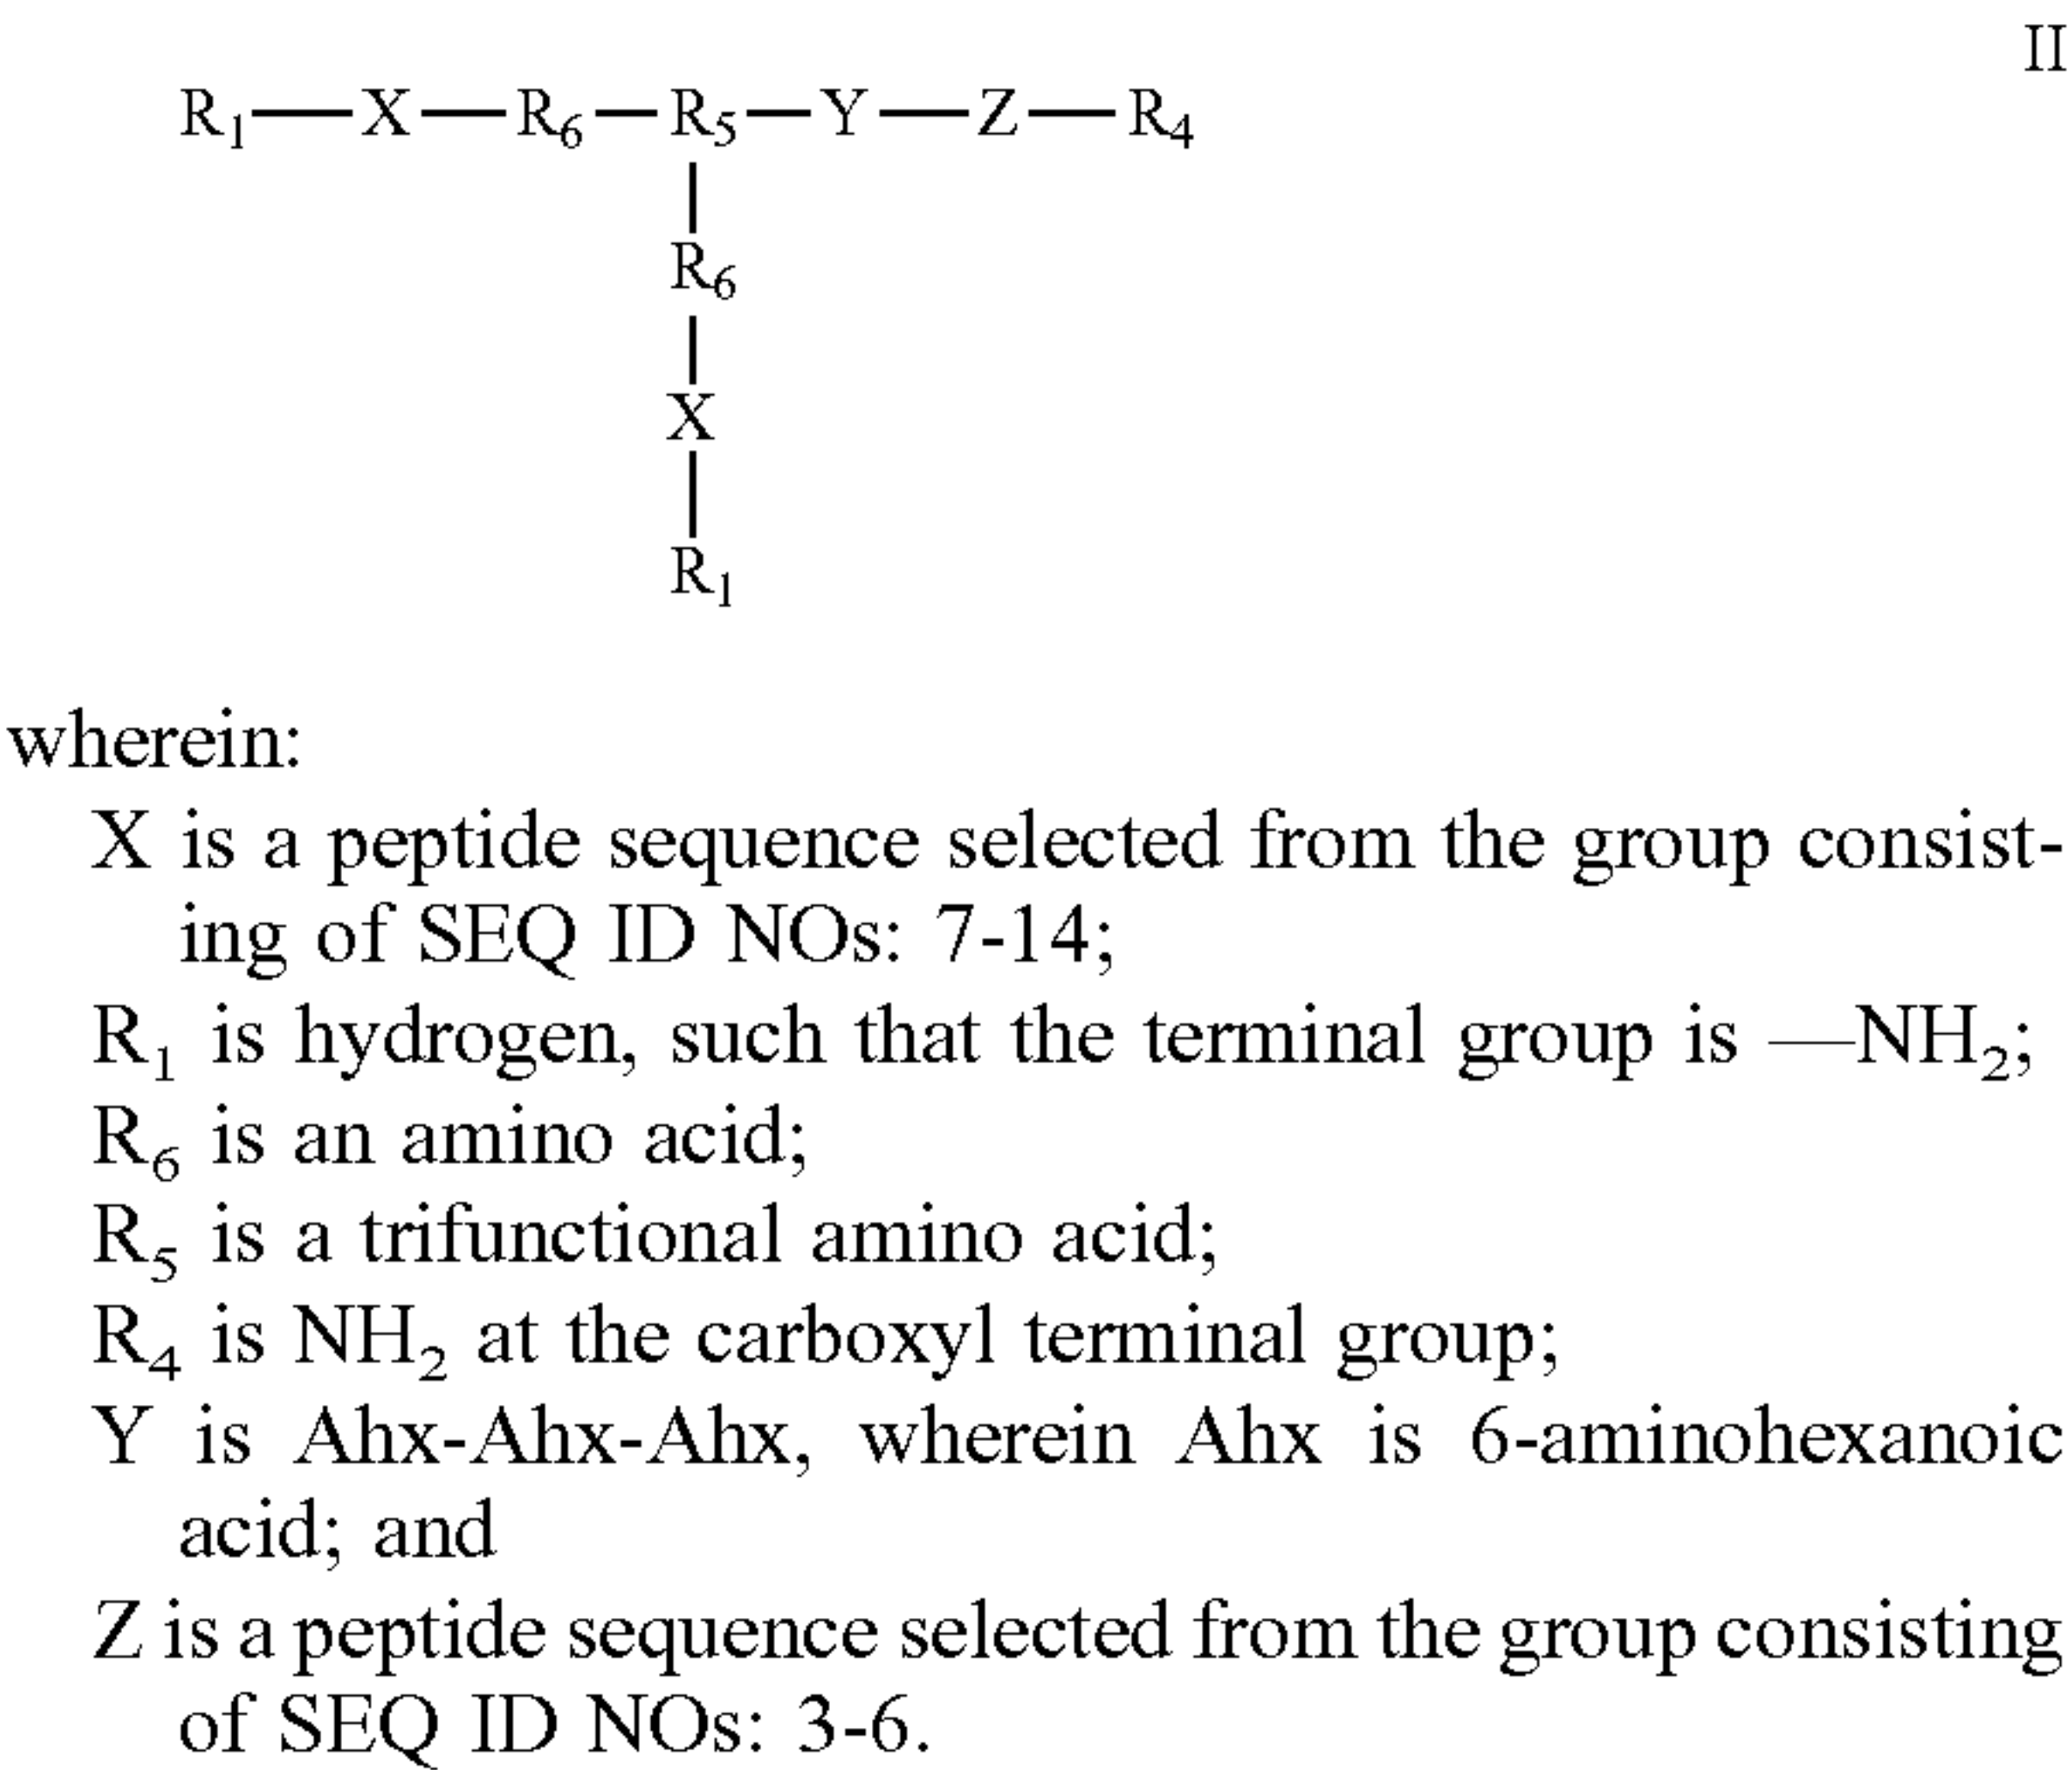 II
R₁—X—R₆—R₅—Y—Z—R₄
R₆
X
R₁
wherein:
X is a peptide sequence selected from the group consist-
ing of SEQ ID NOs: 7-14;
R₁ is hydrogen, such that the terminal group is —NH₂;
R₆ is an amino acid;
R₅ is a trifunctional amino acid;
R₄ is NH₂ at the carboxyl terminal group;
Y is Ahx-Ahx-Ahx, wherein Ahx is 6-aminohexanoic
acid; and
Z is a peptide sequence selected from the group consisting
of SEQ ID NOs: 3-6.